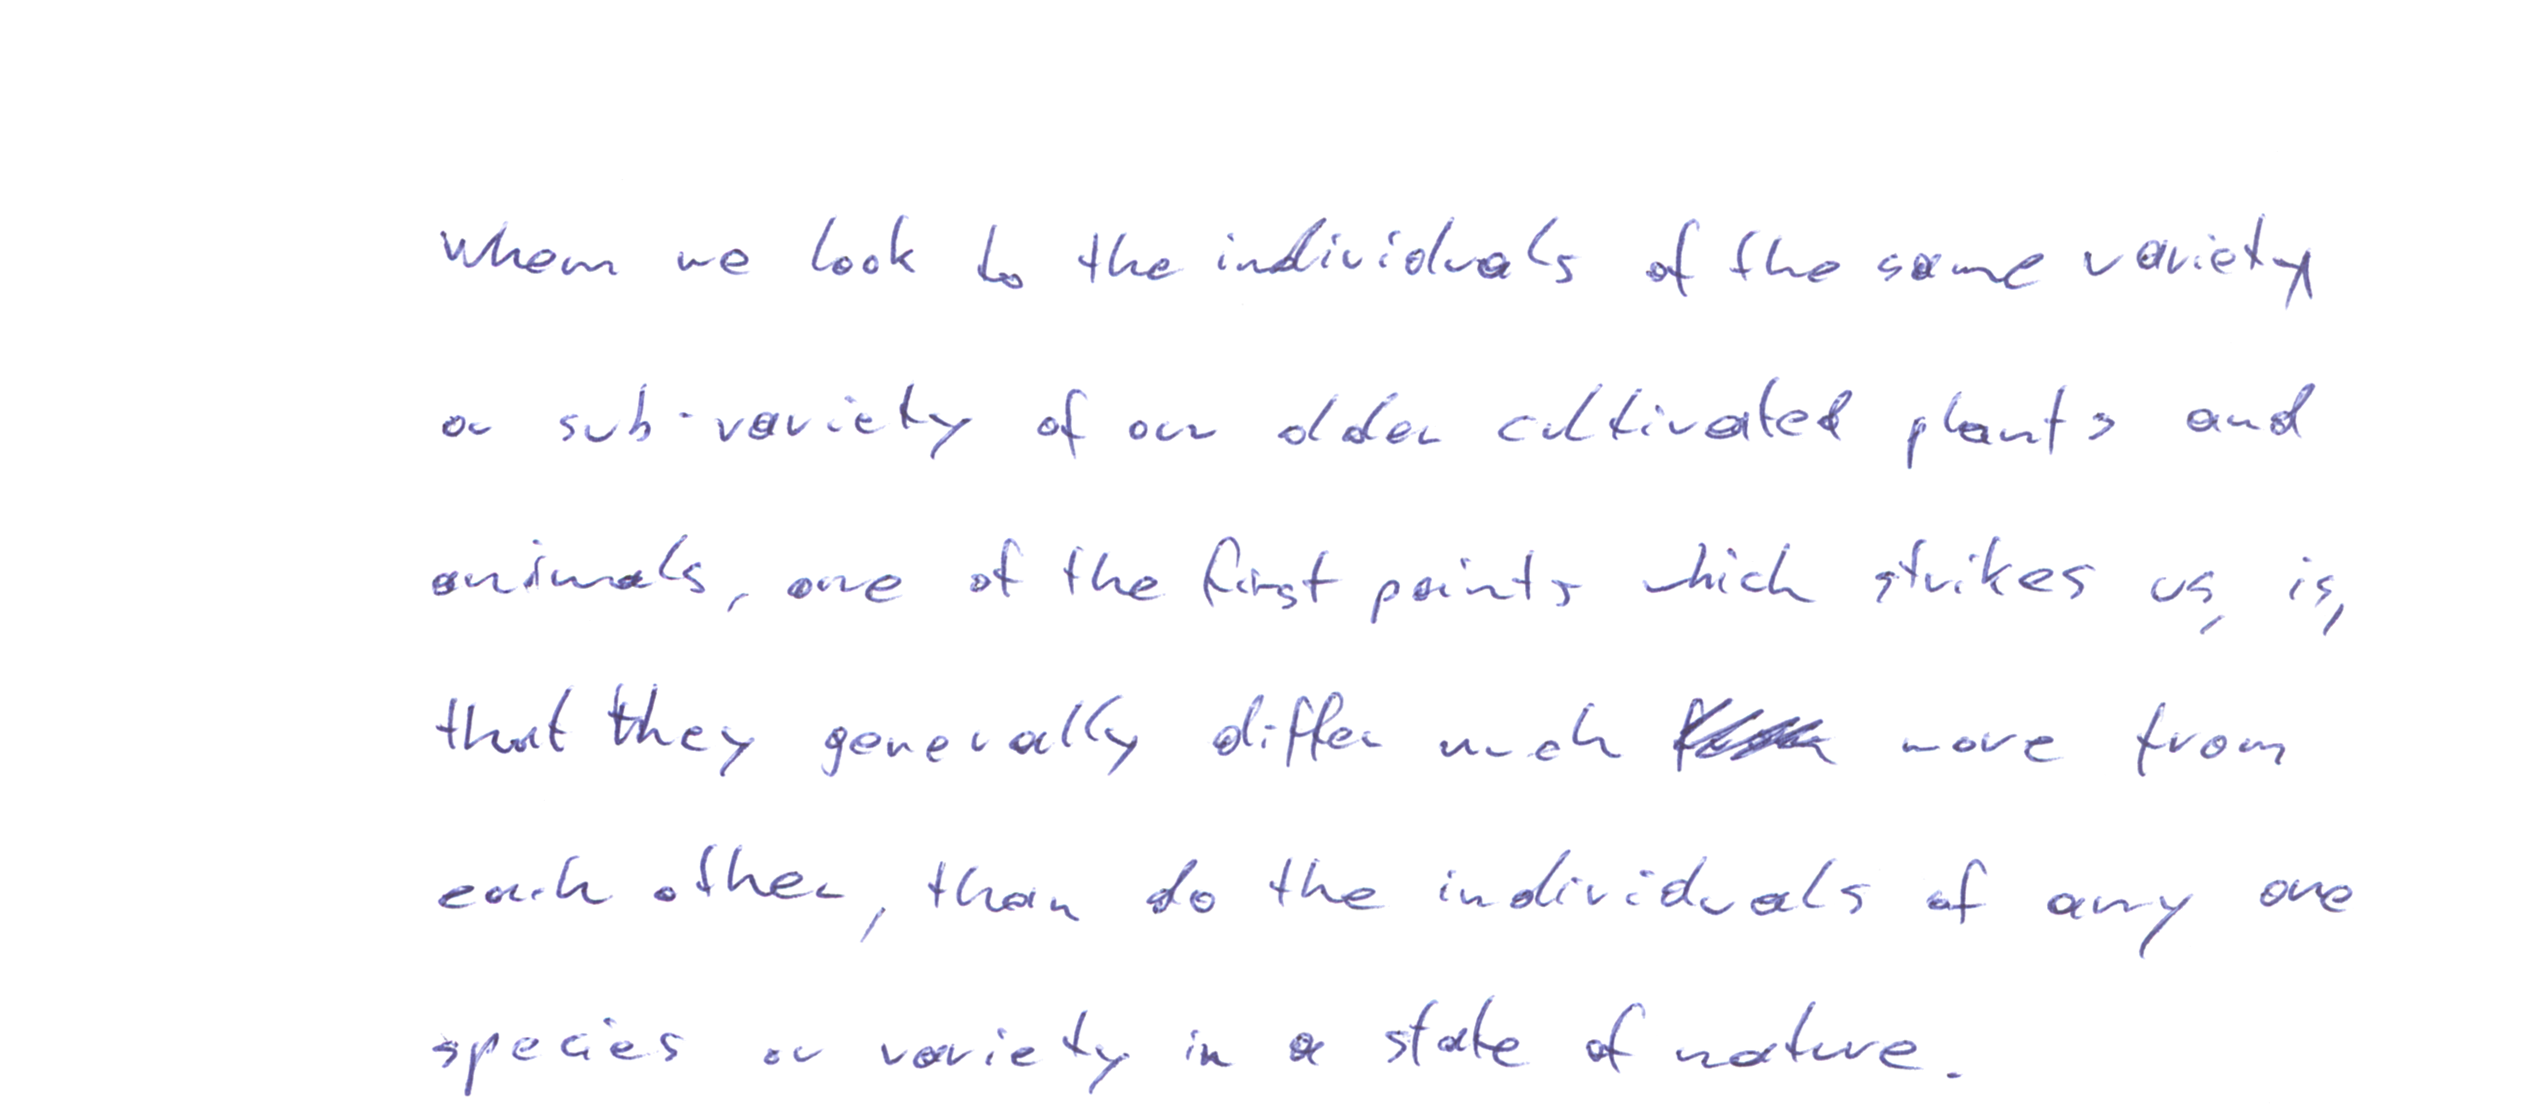 When we look to the individuals of the same variety
or sub-variety of our older cultivated plants and
animals, one of the first points which strikes us, is,
that they generally differ much more from
each other, than do the individuals of any one
species or variety in a state of nature.